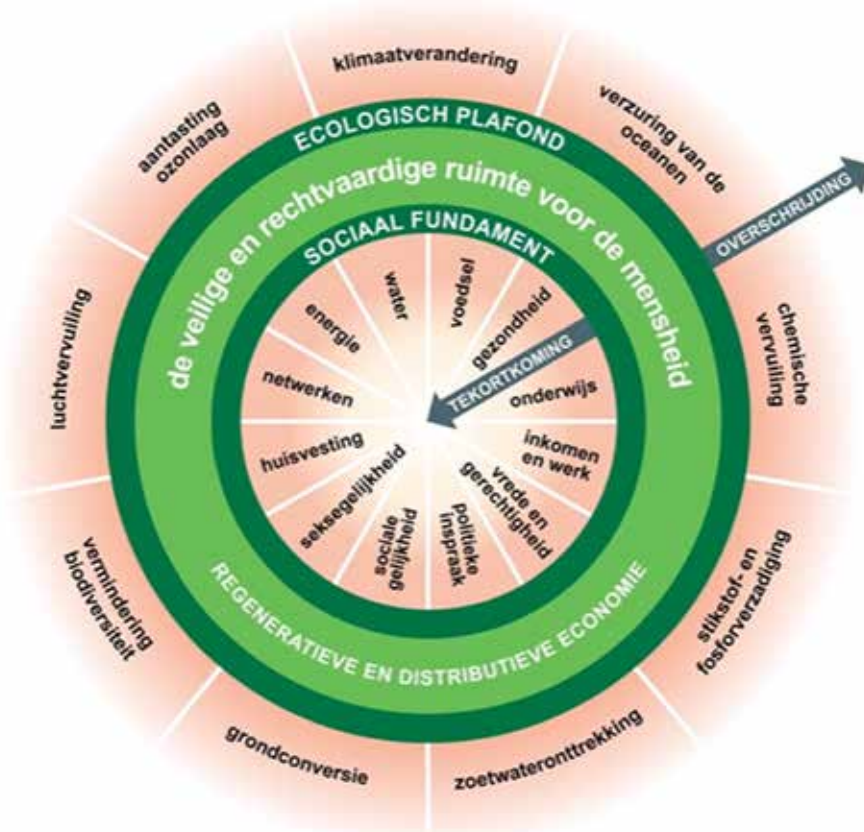 klimaatverandering
verzuring van de
oceanen
OVERSCHRIJDING
chemische
vervuiling
stikstof- en
fosforverzadiging
zoetwateronttrekking
grondconversie
vermindering
biodiversiteit
luchtvervuiling
aantasting
ozonlaag
ECOLOGISCH PLAFOND
de veilige en rechtvaardige ruimte voor de mensheid
SOCIAAL FUNDAMENT
water
voedsel
gezondheid
TEKORTKOMING
onderwijs
inkomen
en werk
vrede en
gerechtigheid
politieke
inspraak
sociale
gelijkheid
seksegelijkheid
huisvesting
netwerken
energie
REGENERATIEVE EN DISTRIBUTIEVE ECONOMIE